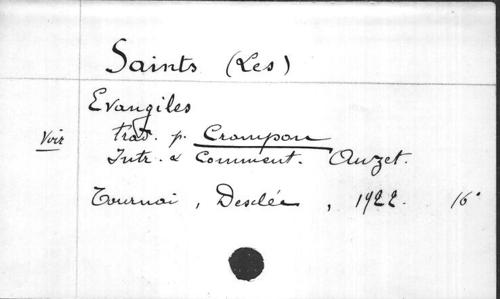 Saints (Les)
Evangiles
Voir trad. p. Crampon
Intr. & Comment. Auzet.
Tournai, Desclée, 1922. 16°